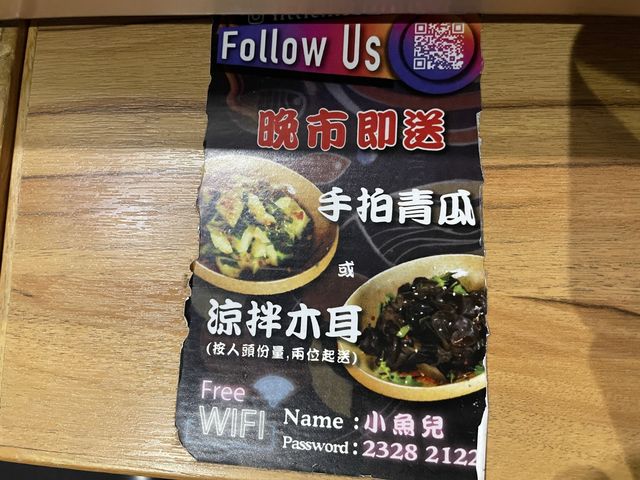 Follow Us
晚市即送
手拍青瓜
或
涼拌木耳
(按人頭份量,兩位起送)
Free
WIFI
Name :小魚兒
Password:2328 2122